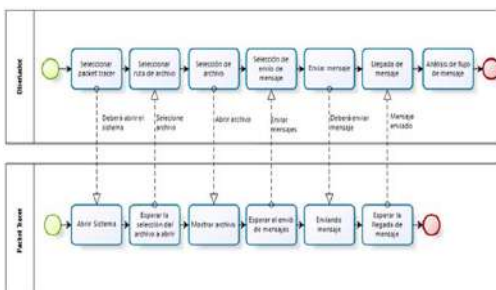 Diseñador
Seleccionar
packet tracer
Seleccionar
ruta de archivo
Selección de
archivo
Selección de
envío de
mensaje
Enviar mensaje
Llegada de
mensaje
Análisis de flujo
de mensaje
Deberá abrir el
sistema
Seleccione
archivo
Abrir archivo
Enviar
mensajes
Deberá enviar
mensaje
Mensaje
enviado
Packet Tracer
Abrir Sistema
Esperar la
selección del
archivo a abrir
Mostrar archivo
Esperar el envío
de mensajes
Enviando
mensaje
Esperar la
llegada de
mensaje